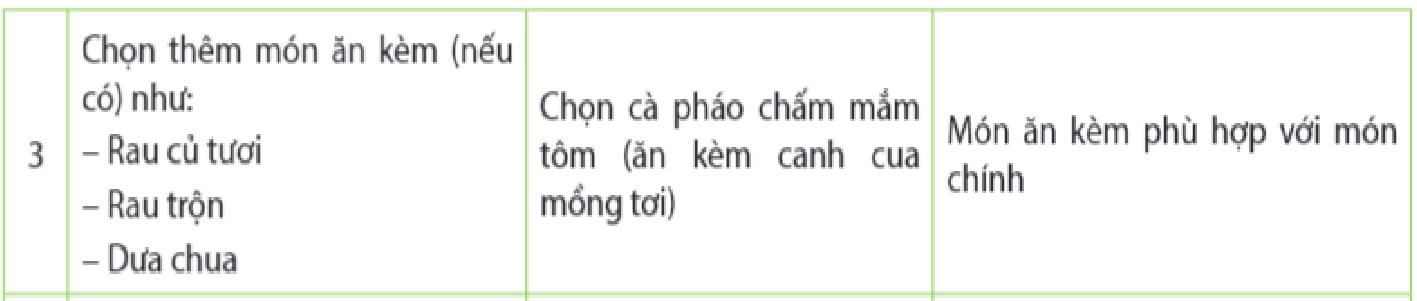 3
Chọn thêm món ăn kèm (nếu
có) như:
– Rau củ tươi
– Rau trộn
– Dưa chua
Chọn cà pháo chấm mắm
tôm (ăn kèm canh cua
mồng tơi)
Món ăn kèm phù hợp với món
chính